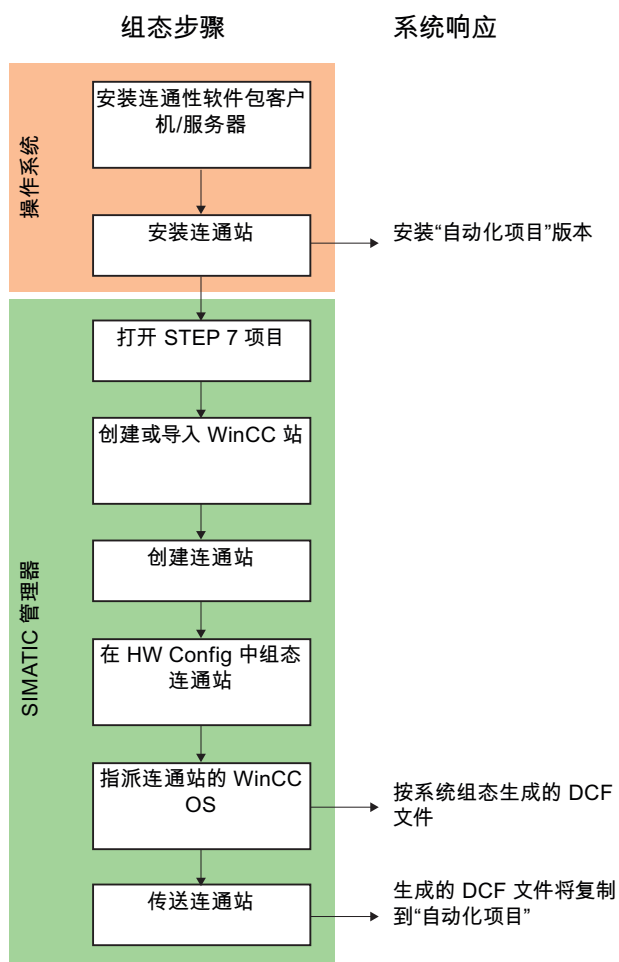 组态步骤
系统响应
操作系统
安装连通性软件包客户
机/服务器
安装连通站
安装“自动化项目”版本
SIMATIC 管理器
打开 STEP 7 项目
创建或导入 WinCC 站
创建连通站
在 HW Config 中组态
连通站
指派连通站的 WinCC
OS
按系统组态生成的 DCF
文件
传送连通站
生成的 DCF 文件将复制
到“自动化项目”